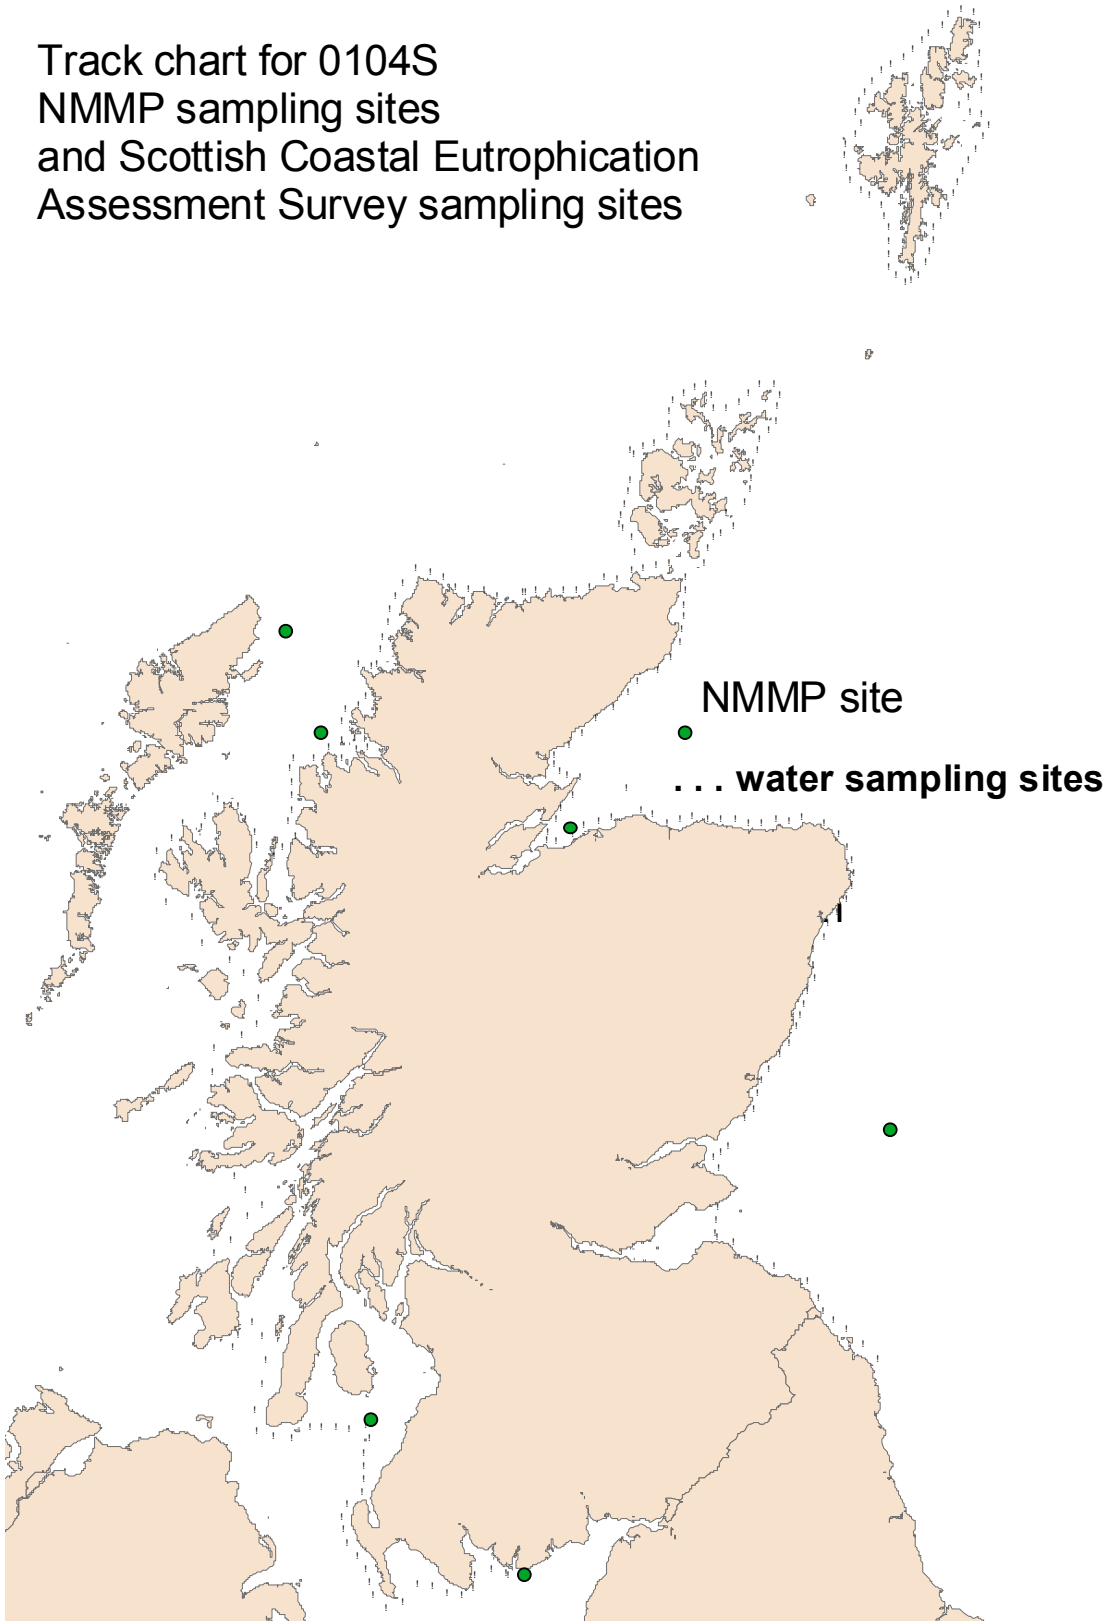 Track chart for 0104S
NMMP sampling sites
and Scottish Coastal Eutrophication
Assessment Survey sampling sites
NMMP site
. . . water sampling sites